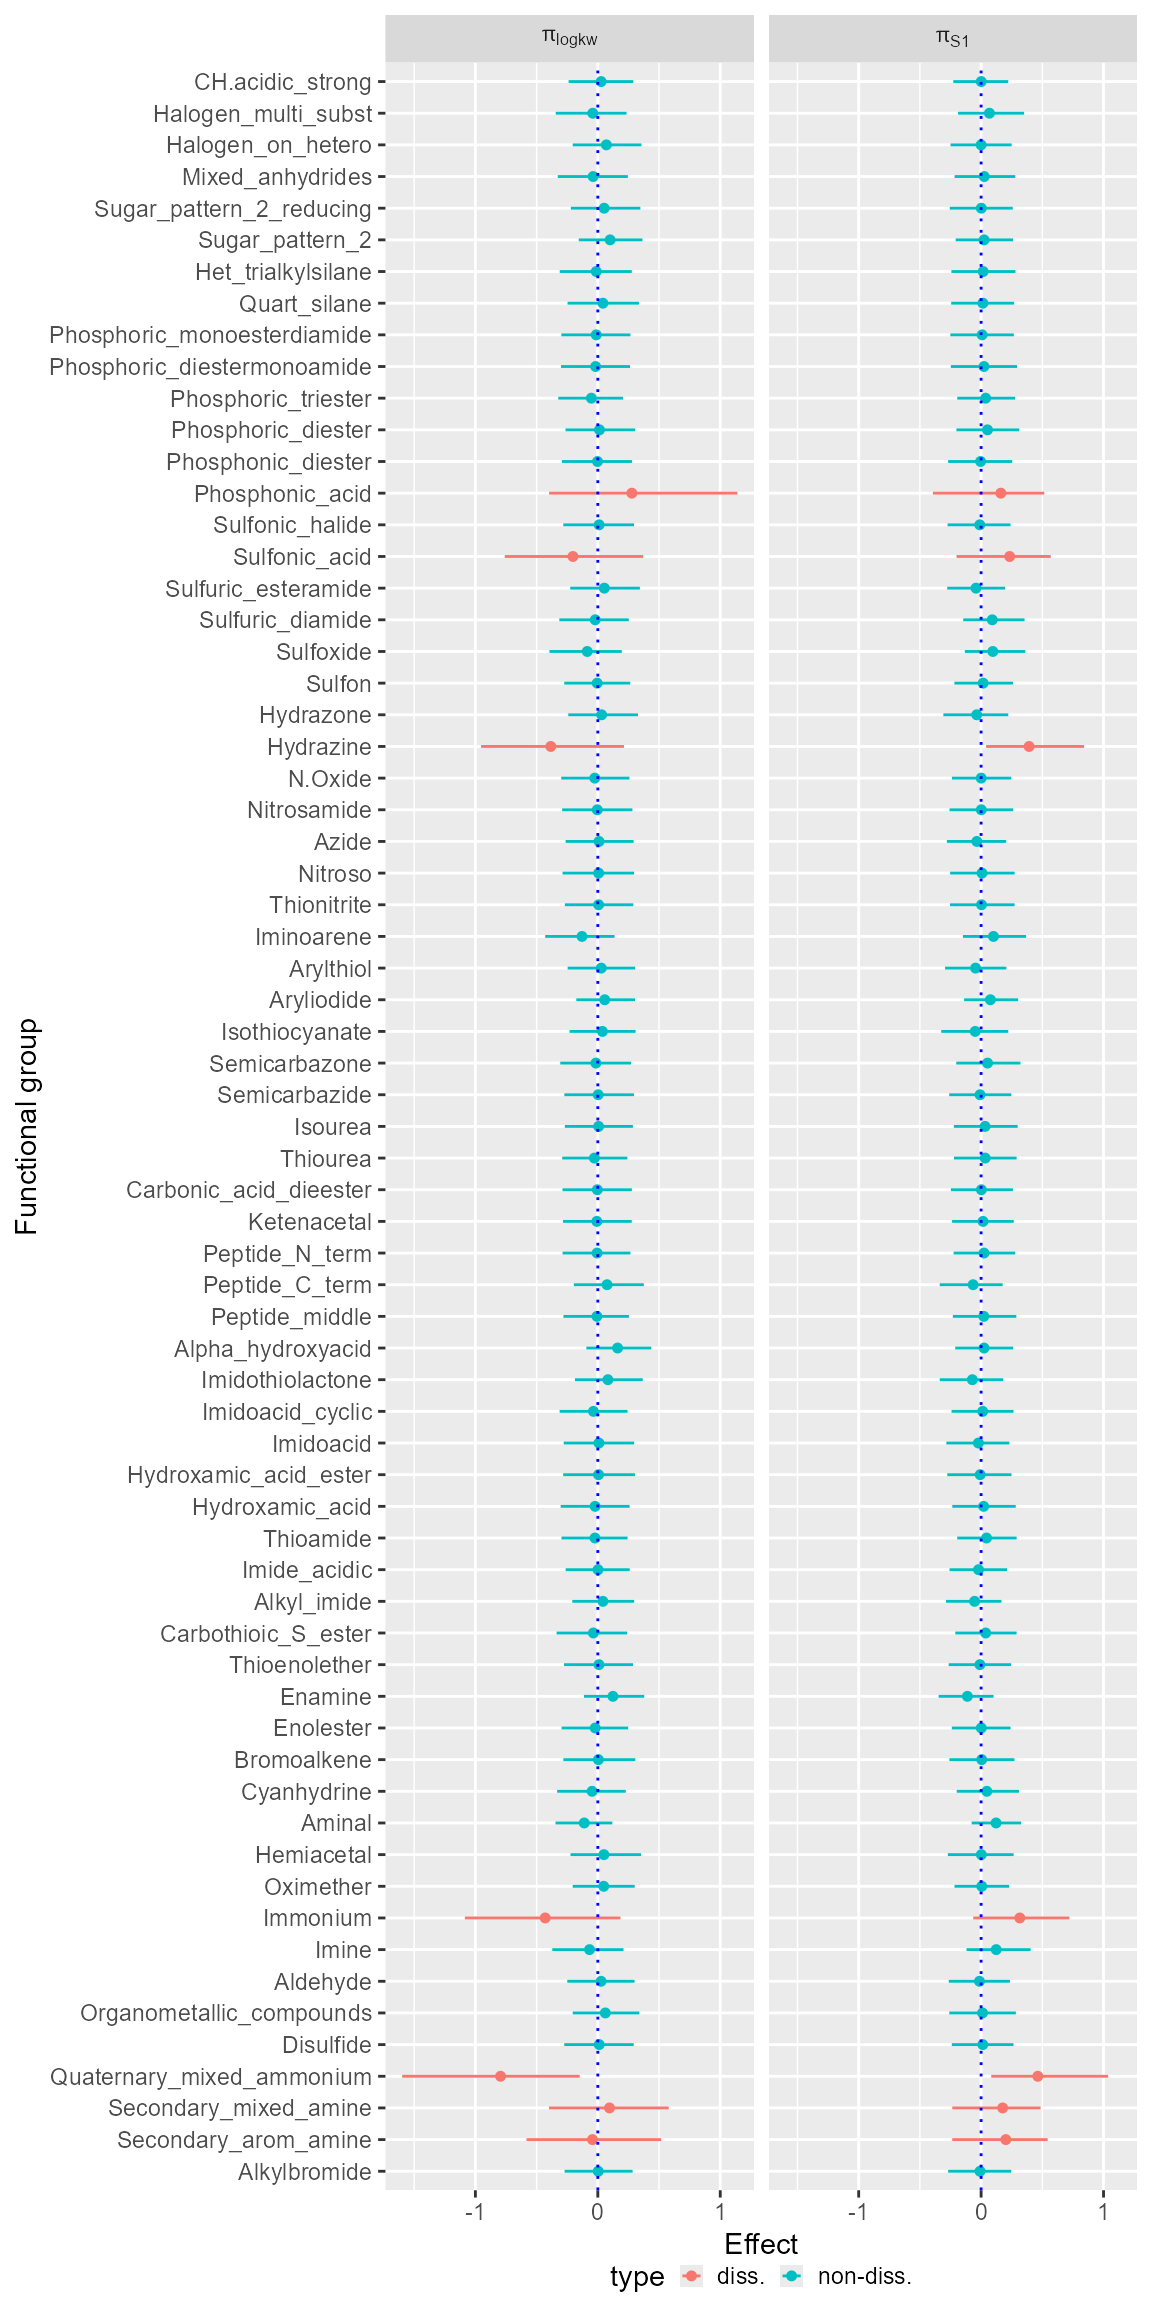 πlogkw
πS1
CH.acidic_strong
Halogen_multi_subst
Halogen_on_hetero
Mixed_anhydrides
Sugar_pattern_2_reducing
Sugar_pattern_2
Het_trialkylsilane
Quart_silane
Phosphoric_monoesterdiamide
Phosphoric_diestermonoamide
Phosphoric_triester
Phosphoric_diester
Phosphonic_diester
Phosphonic_acid
Sulfonic_halide
Sulfonic_acid
Sulfuric_esteramide
Sulfuric_diamide
Sulfoxide
Sulfon
Hydrazone
Hydrazine
N.Oxide
Nitrosamide
Azide
Nitroso
Thionitrite
Iminoarene
Arylthiol
Aryliodide
Isothiocyanate
Semicarbazone
Semicarbazide
Isourea
Thiourea
Carbonic_acid_dieester
Ketenacetal
Peptide_N_term
Peptide_C_term
Peptide_middle
Alpha_hydroxyacid
Imidothiolactone
Imidoacid_cyclic
Imidoacid
Hydroxamic_acid_ester
Hydroxamic_acid
Thioamide
Imide_acidic
Alkyl_imide
Carbothioic_S_ester
Thioenolether
Enamine
Enolester
Bromoalkene
Cyanhydrine
Aminal
Hemiacetal
Oximether
Immonium
Imine
Aldehyde
Organometallic_compounds
Disulfide
Quaternary_mixed_ammonium
Secondary_mixed_amine
Secondary_arom_amine
Alkylbromide
Functional group
-1 0 1 -1 0 1
Effect
type diss. non-diss.